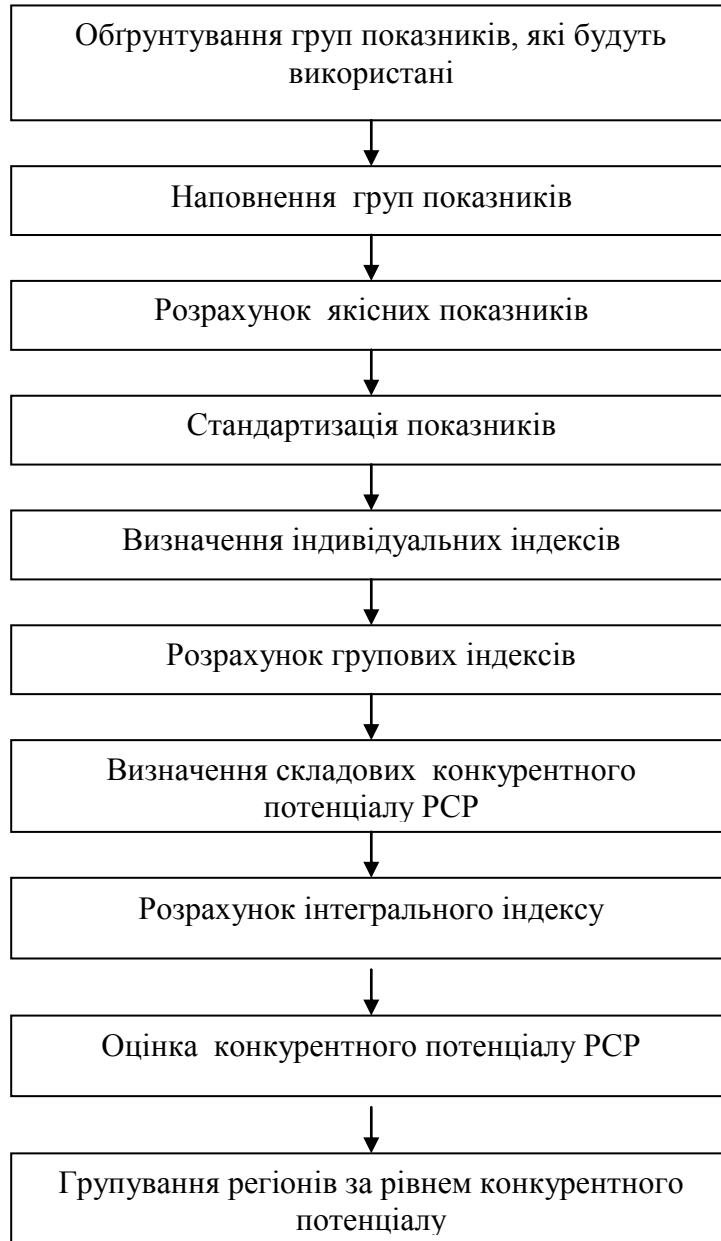 Обґрунтування груп показників, які будуть
використані
Наповнення груп показників
Розрахунок якісних показників
Стандартизація показників
Визначення індивідуальних індексів
Розрахунок групових індексів
Визначення складових конкурентного
потенціалу РСР
Розрахунок інтегрального індексу
Оцінка конкурентного потенціалу РСР
Групування регіонів за рівнем конкурентного
потенціалу